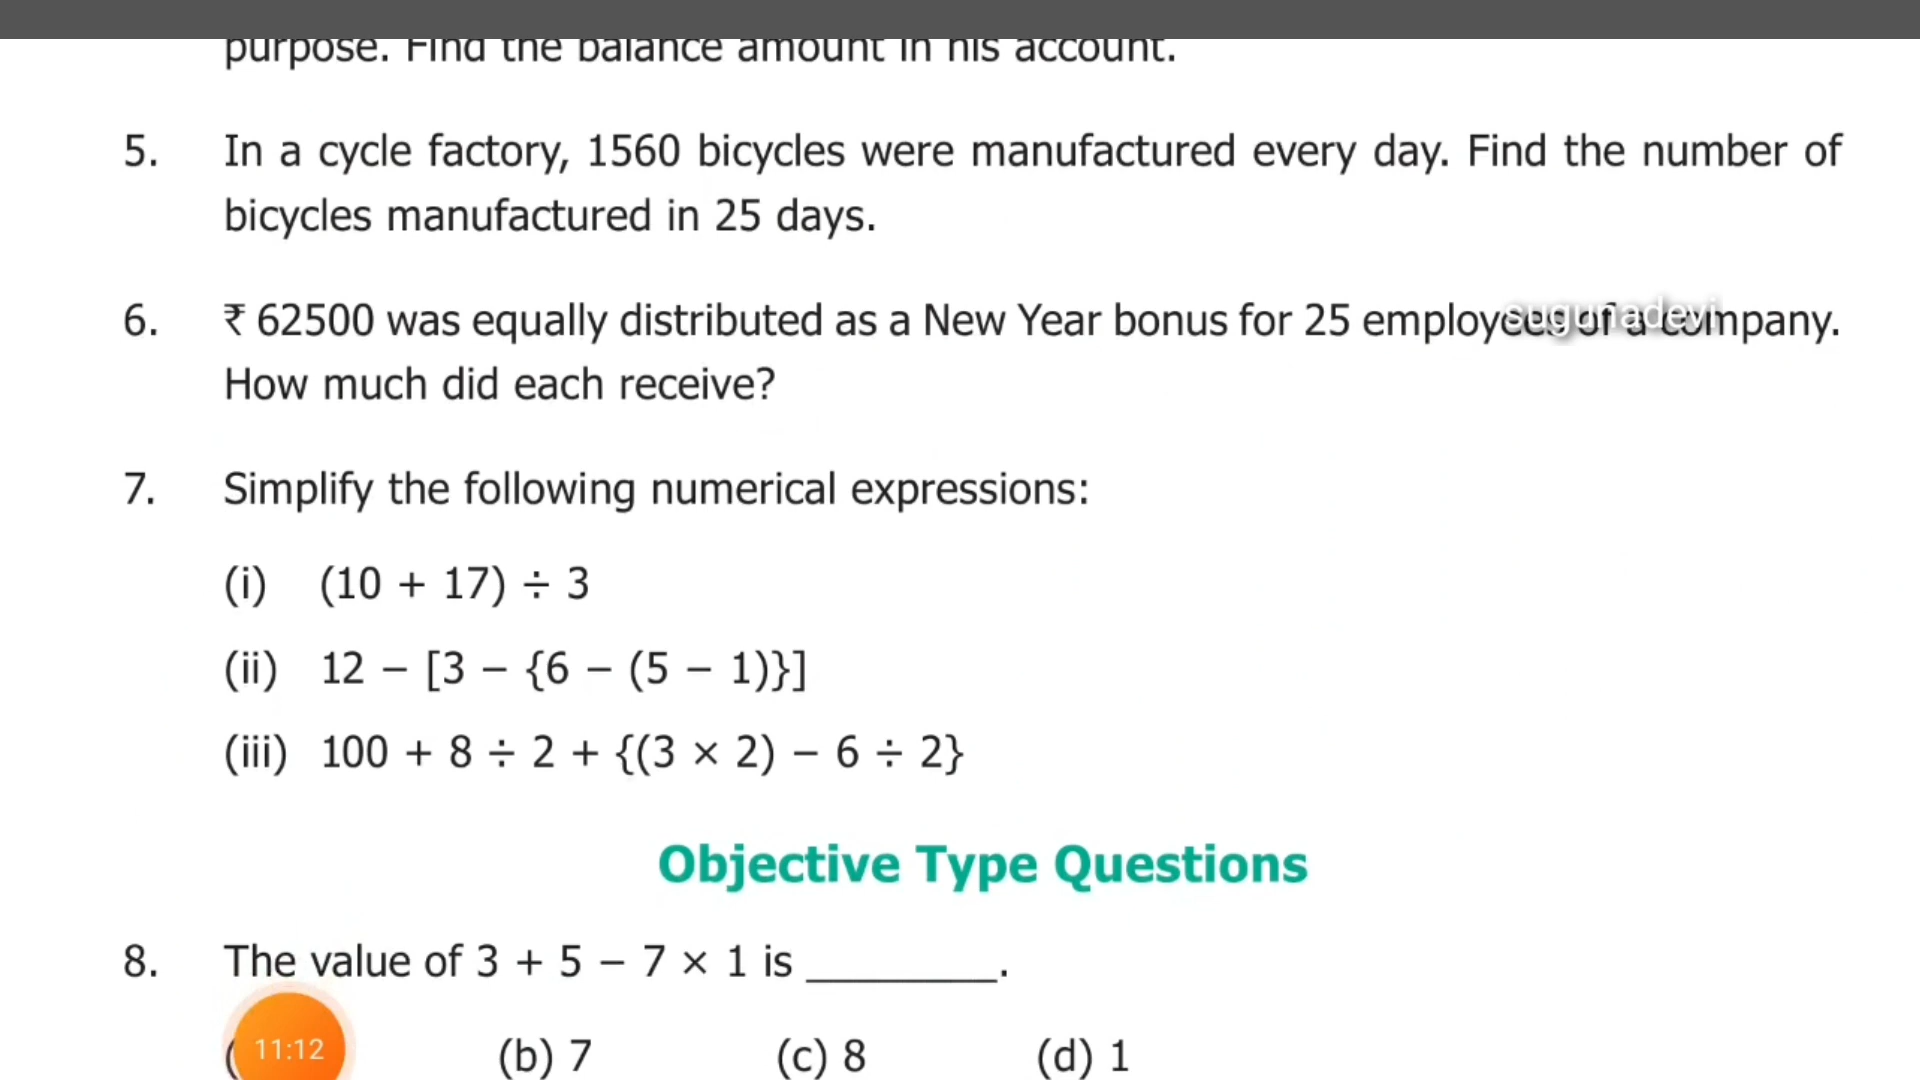 purpose. Find the balance amount in his account.
5. In a cycle factory, 1560 bicycles were manufactured every day. Find the number of
bicycles manufactured in 25 days.
6. ₹ 62500 was equally distributed as a New Year bonus for 25 employees of a company.
sugunadevi
How much did each receive?
7. Simplify the following numerical expressions:
(i) (10 + 17) ÷ 3
(ii) 12 – [3 – {6 – (5 – 1)}]
(iii) 100 + 8 ÷ 2 + {(3 × 2) – 6 ÷ 2}
Objective Type Questions
8. The value of 3 + 5 – 7 × 1 is ________.
11:12
( (b) 7 (c) 8 (d) 1